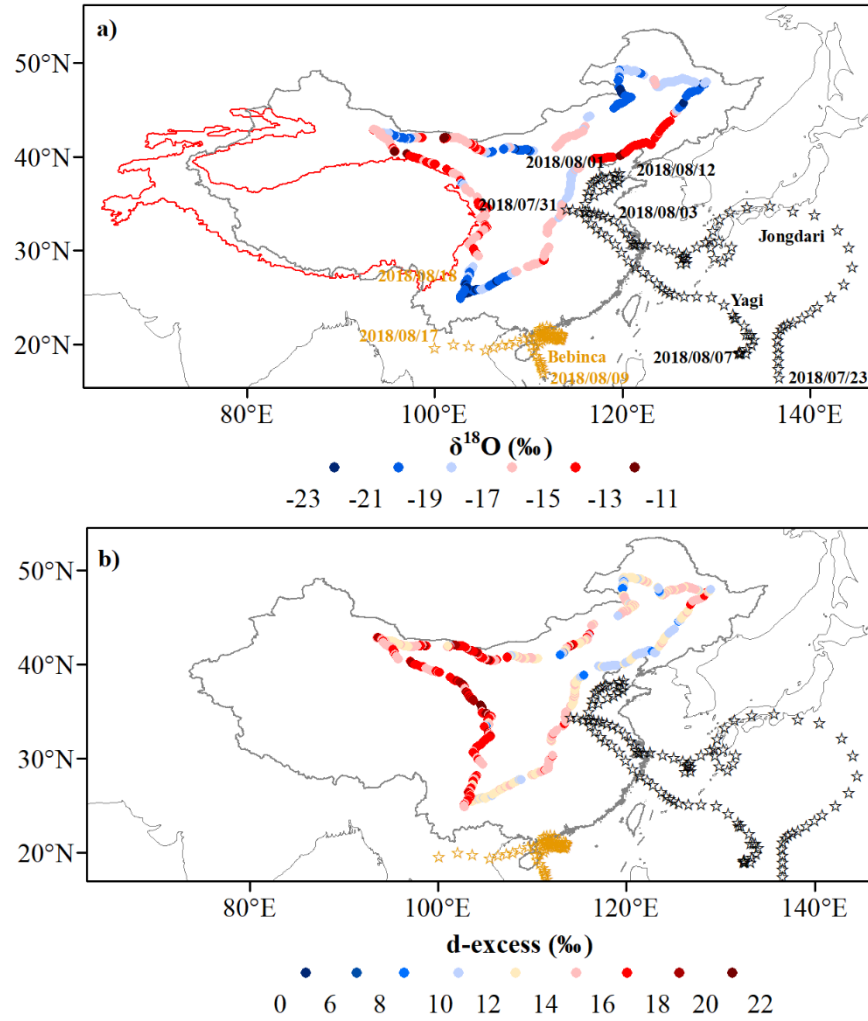 a)
50°N
40°N
30°N
20°N
2018/08/01
2018/08/12
2018/07/31
2018/08/03
Jongdari
2018/08/18
Yagi
2018/08/17
Bebinca
2018/08/07
2018/08/09
2018/07/23
80°E 100°E 120°E 140°E
δ¹⁸O (‰)
-23 -21 -19 -17 -15 -13 -11
b)
50°N
40°N
30°N
20°N
80°E 100°E 120°E 140°E
d-excess (‰)
0 6 8 10 12 14 16 18 20 22